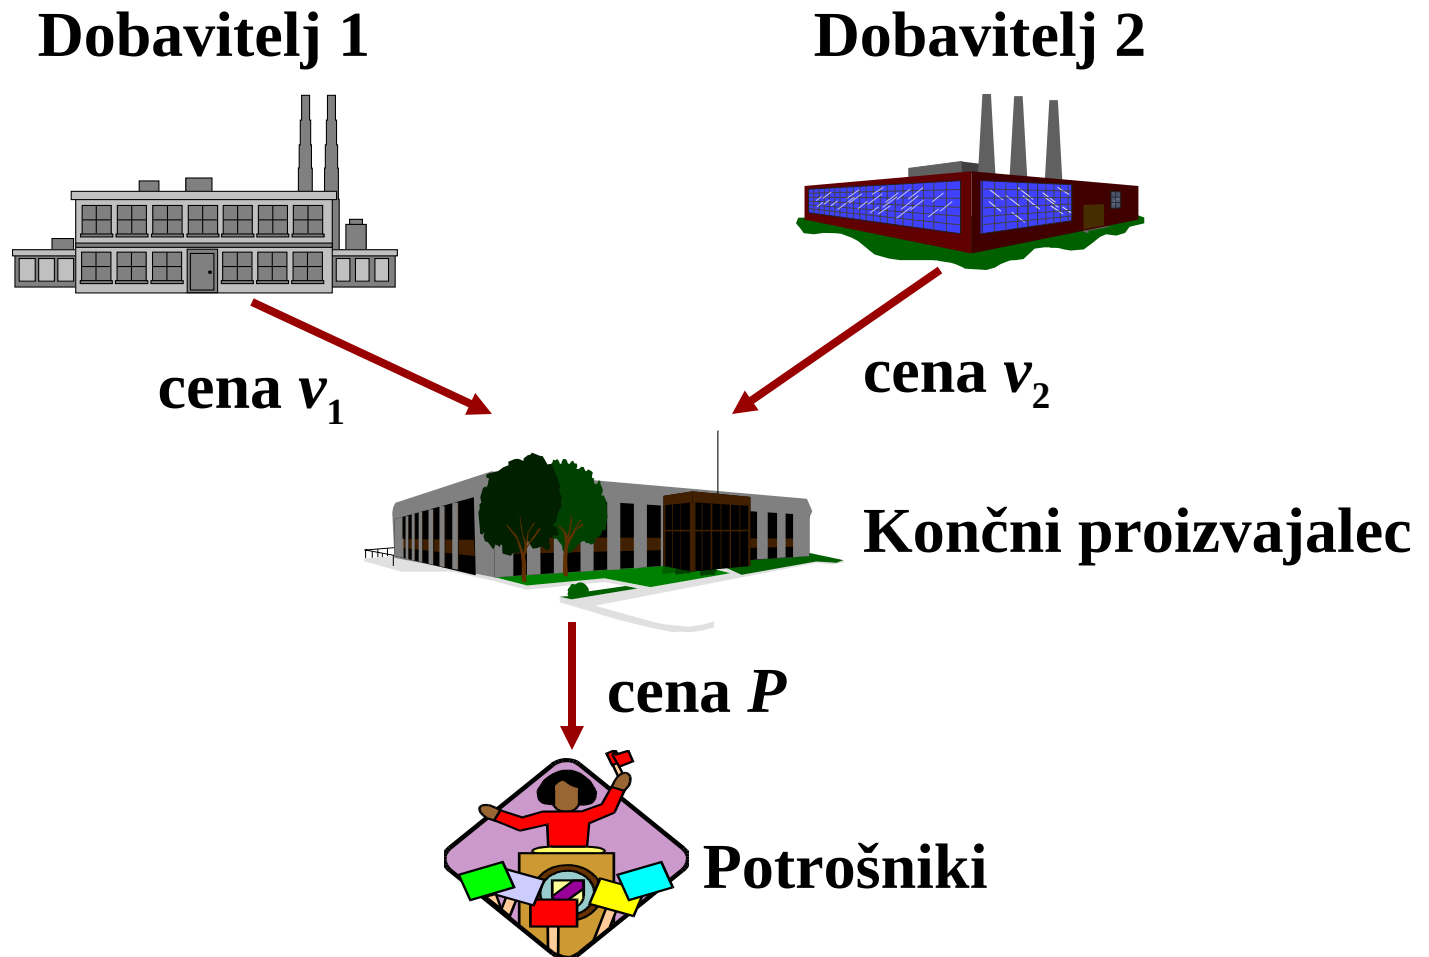 Dobavitelj 1
Dobavitelj 2
cena v1
cena v2
Končni proizvajalec
cena P
Potrošniki